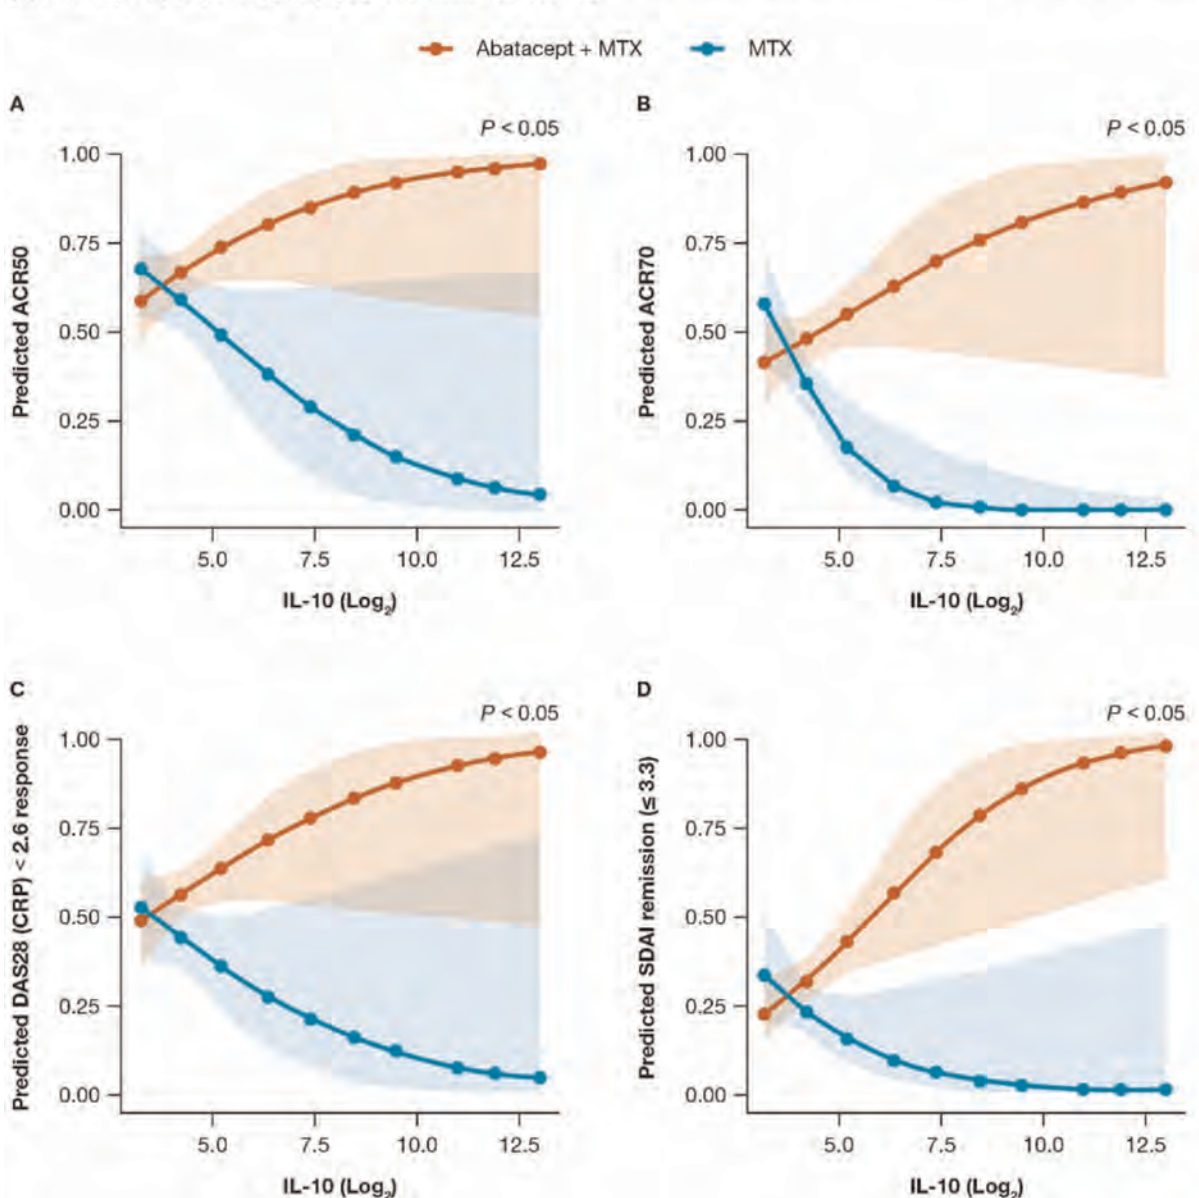 Abatacept + MTX MTX
A
P < 0.05
Predicted ACR50
1.00
0.75
0.50
0.25
0.00
5.0 7.5 10.0 12.5
IL-10 (Log₂)
B
P < 0.05
Predicted ACR70
1.00
0.75
0.50
0.25
0.00
5.0 7.5 10.0 12.5
IL-10 (Log₂)
C
P < 0.05
Predicted DAS28 (CRP) < 2.6 response
1.00
0.75
0.50
0.25
0.00
5.0 7.5 10.0 12.5
IL-10 (Log₂)
D
P < 0.05
Predicted SDAI remission (≤ 3.3)
1.00
0.75
0.50
0.25
0.00
5.0 7.5 10.0 12.5
IL-10 (Log₂)